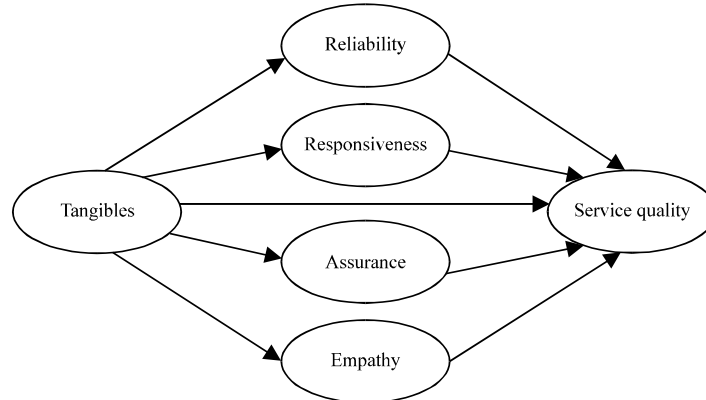 Reliability
Responsiveness
Tangibles
Service quality
Assurance
Empathy